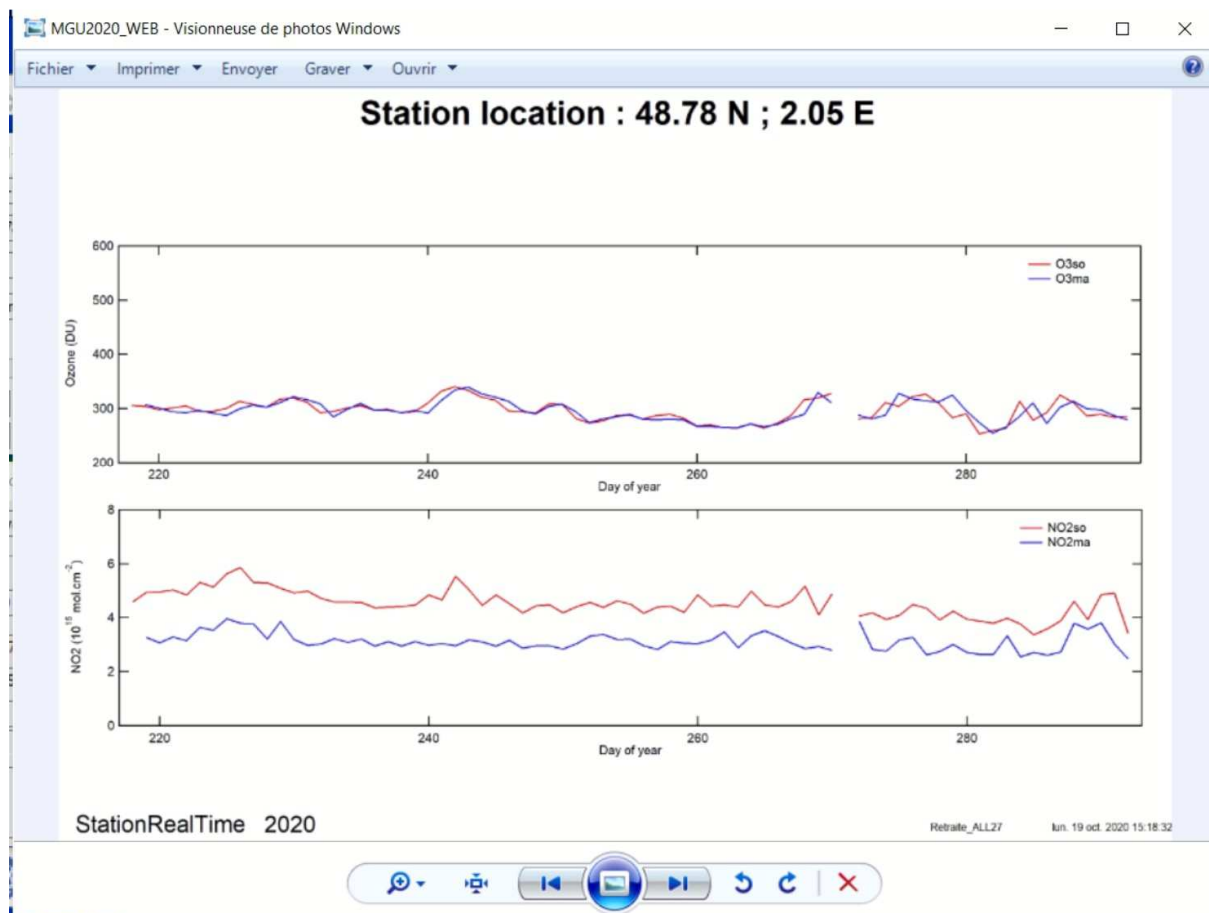 MGU2020_WEB - Visionneuse de photos Windows
Fichier Imprimer Envoyer Graver Ouvrir
Station location : 48.78 N ; 2.05 E
600
500
400
300
200
Ozone (DU)
O3so
O3ma
220 240 260 280
Day of year
8
6
4
2
0
NO2 (10^15 mol.cm^-2)
NO2so
NO2ma
220 240 260 280
Day of year
StationRealTime 2020
Retraite_ALL27 lun. 19 oct. 2020 15:18:32